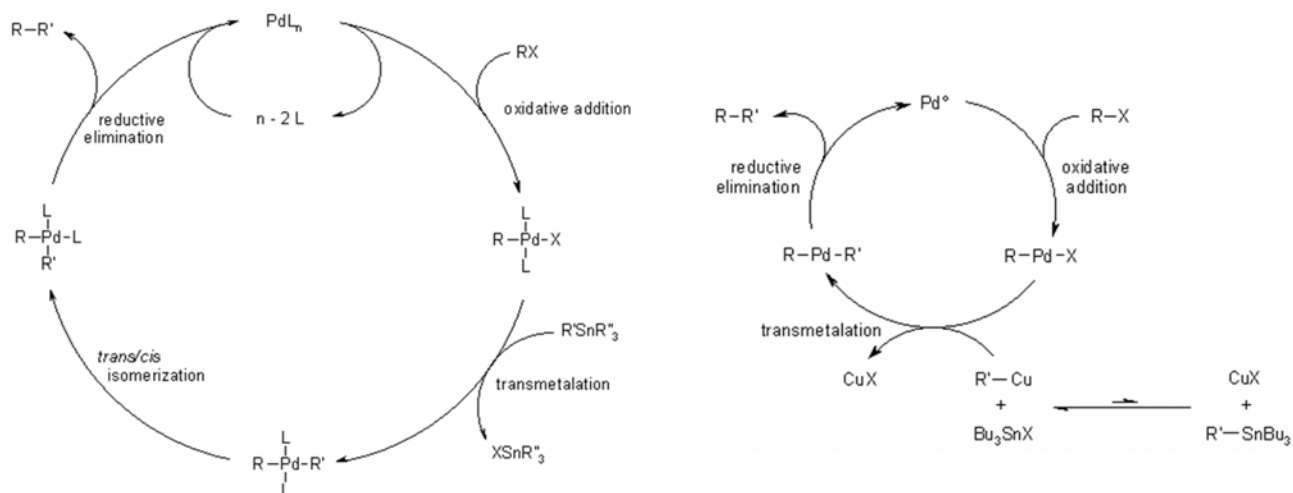 PdLn
R-R'
RX
reductive
elimination
n - 2 L
oxidative addition
L
R-Pd-L
R'
L
R-Pd-X
L
R'SnR"3
transmetalation
XSnR"3
trans/cis
isomerization
L
R-Pd-R'
L
Pd°
R-R'
R-X
reductive
elimination
oxidative
addition
R-Pd-R'
R-Pd-X
transmetalation
CuX
R'-Cu
+
Bu3SnX
CuX
+
R'-SnBu3